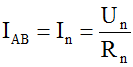 I_AB = I_n = U_n / R_n